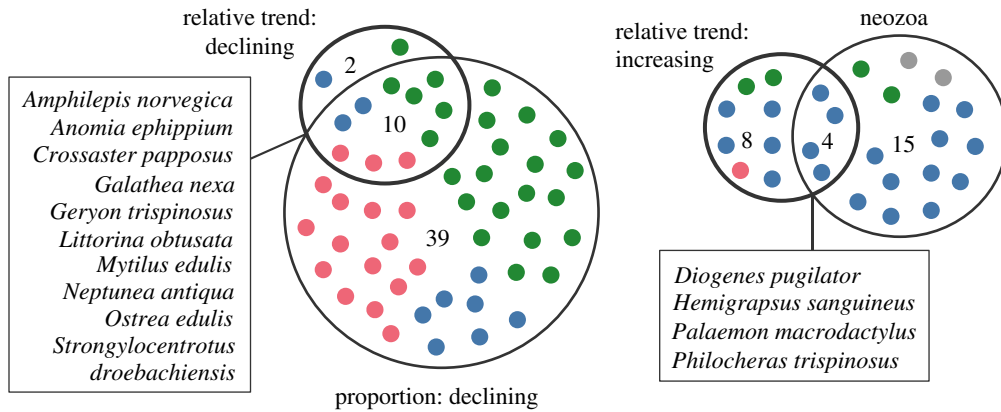 relative trend:
declining
2
10
39
Amphilepis norvegica
Anomia ephippium
Crossaster papposus
Galathea nexa
Geryon trispinosus
Littorina obtusata
Mytilus edulis
Neptunea antiqua
Ostrea edulis
Strongylocentrotus
droebachiensis
proportion: declining
relative trend:
increasing
neozoa
8
4
15
Diogenes pugilator
Hemigrapsus sanguineus
Palaemon macrodactylus
Philocheras trispinosus